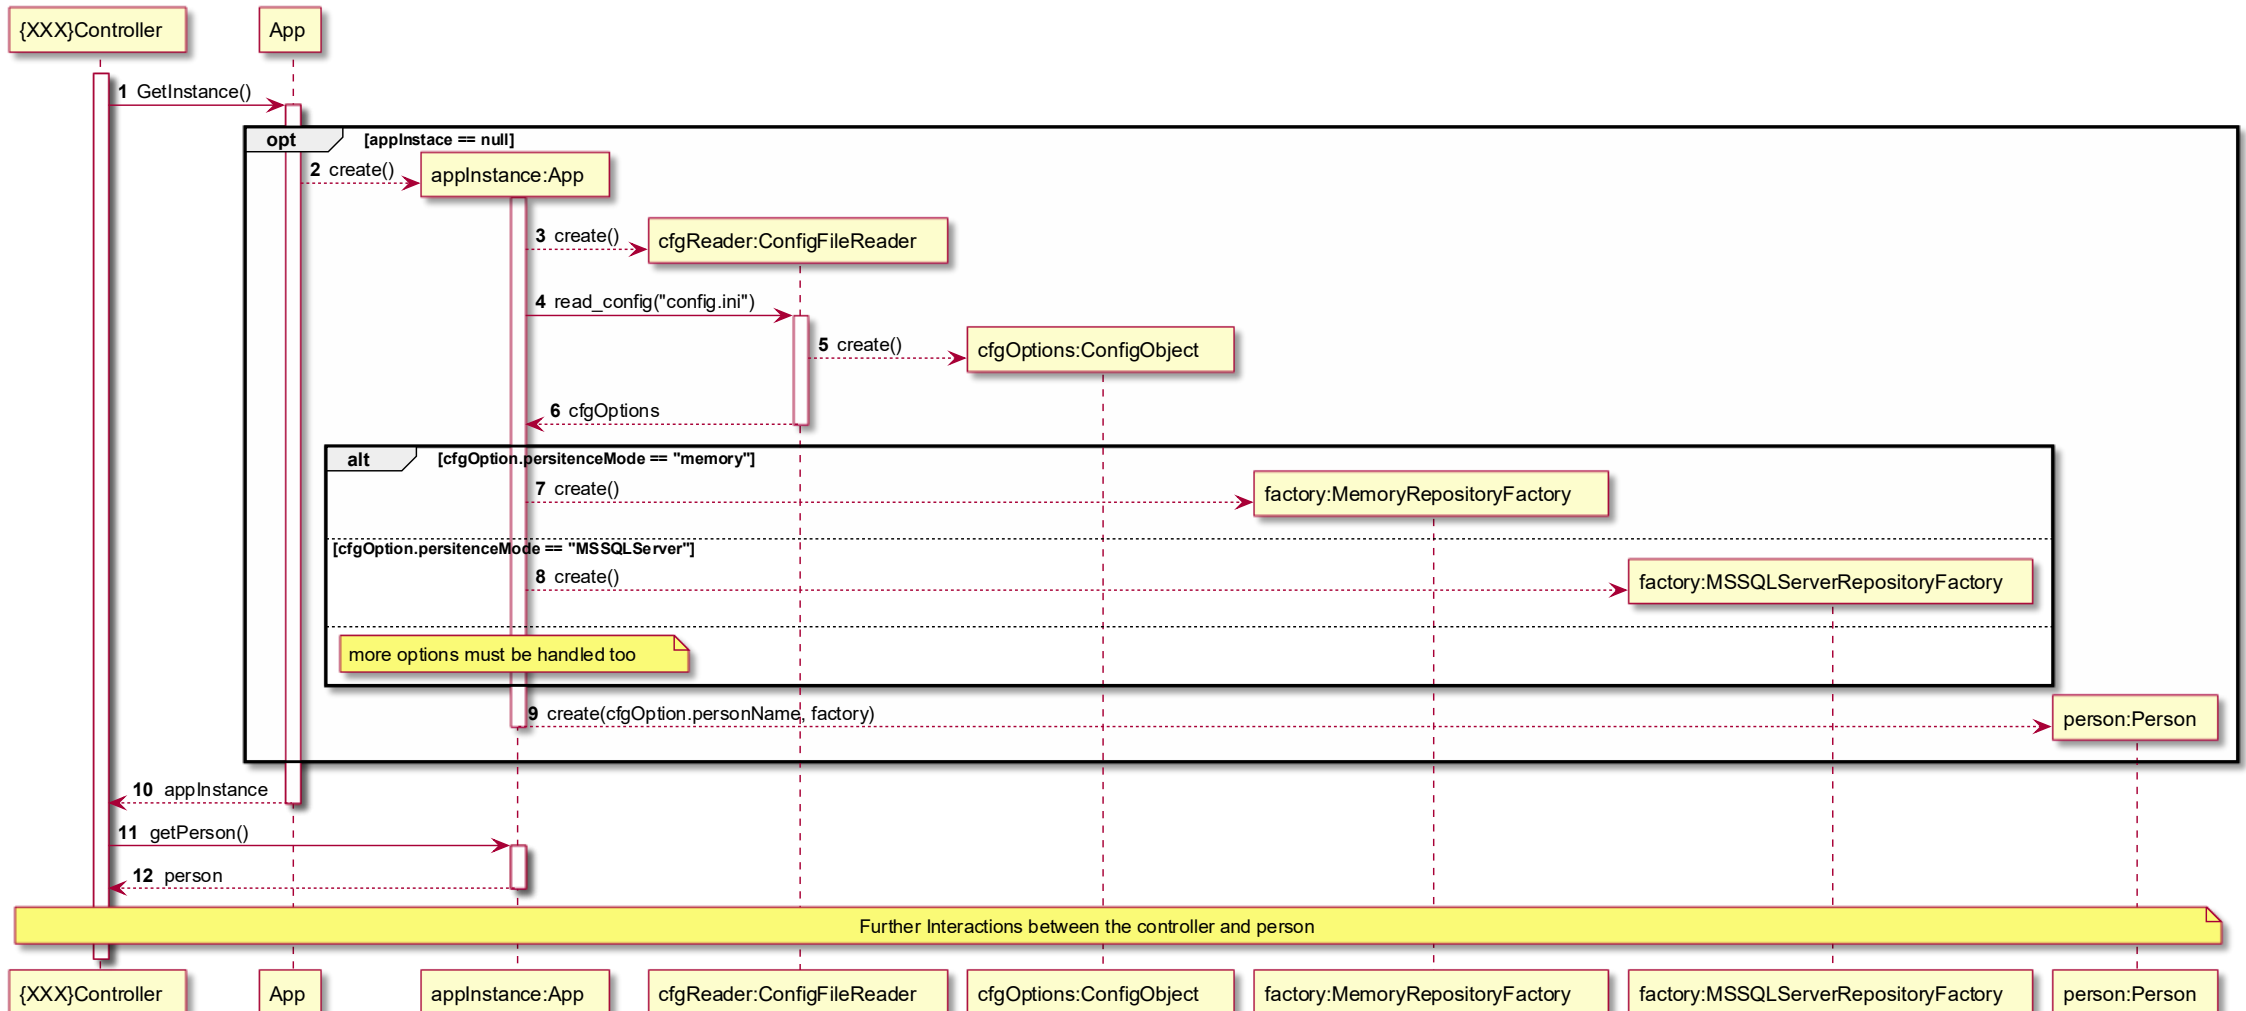 {XXX}Controller
App
1 GetInstance()
opt [appInstace == null]
2 create()
appInstance:App
3 create()
cfgReader:ConfigFileReader
4 read_config("config.ini")
5 create()
cfgOptions:ConfigObject
6 cfgOptions
alt [cfgOption.persitenceMode == "memory"]
7 create()
factory:MemoryRepositoryFactory
[cfgOption.persitenceMode == "MSSQLServer"]
8 create()
factory:MSSQLServerRepositoryFactory
more options must be handled too
9 create(cfgOption.personName, factory)
person:Person
10 appInstance
11 getPerson()
12 person
Further Interactions between the controller and person
{XXX}Controller
App
appInstance:App
cfgReader:ConfigFileReader
cfgOptions:ConfigObject
factory:MemoryRepositoryFactory
factory:MSSQLServerRepositoryFactory
person:Person